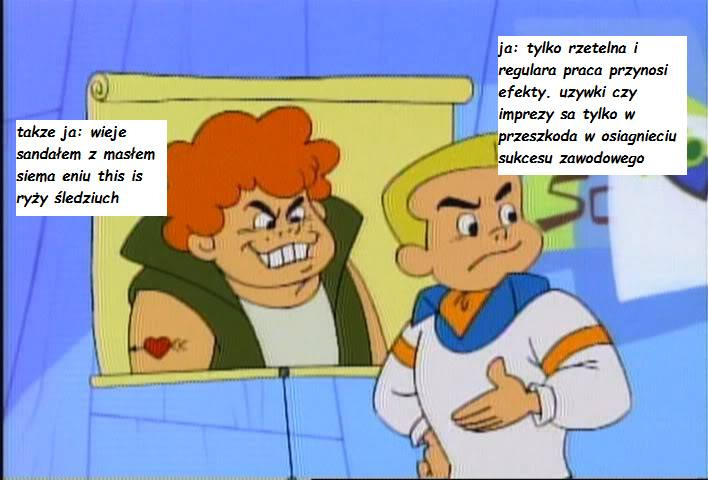 takze ja: wieje
sandałem z masłem
siema eniu this is
ryży śledziuch
ja: tylko rzetelna i
regulara praca przynosi
efekty. uzywki czy
imprezy sa tylko w
przeszkoda w osiagnieciu
sukcesu zawodowego